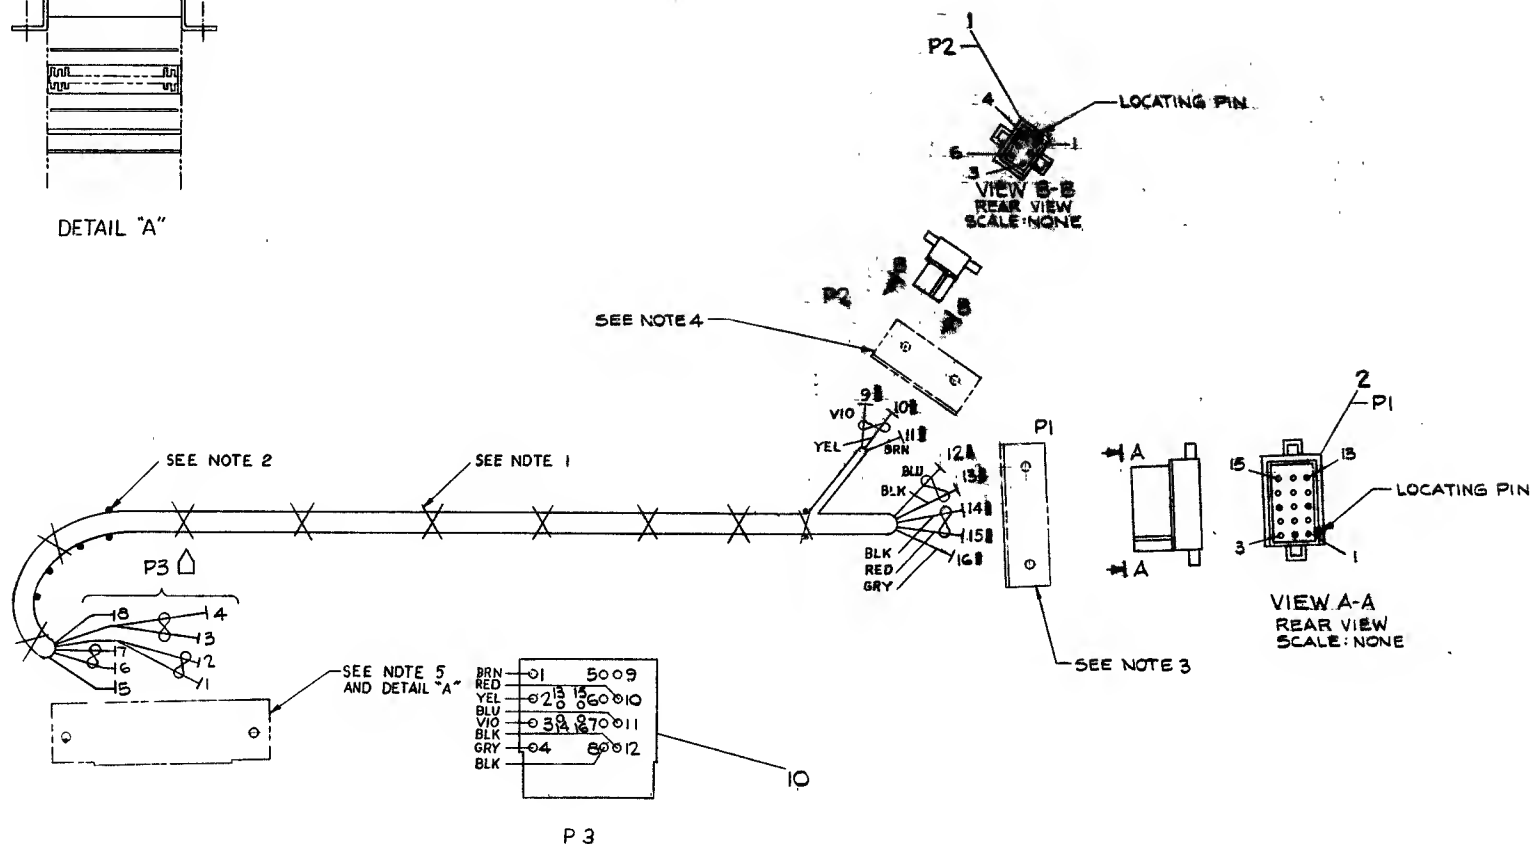 DETAIL "A"
1
P2
LOCATING PIN
4
1
6
3
VIEW B-B
REAR VIEW
SCALE: NONE
B
P2
B
SEE NOTE 4
9
VIO
10
11
YEL
BRN
P1
12
BLU
13
BLK
14
15
BLK
16
RED
GRY
2
P1
A
15
13
LOCATING PIN
3
1
A
VIEW A-A
REAR VIEW
SCALE: NONE
SEE NOTE 3
SEE NOTE 2
SEE NOTE 1
P3
8
4
3
7
6
2
5
1
SEE NOTE 5
AND DETAIL "A"
BRN 1 5 9
RED
YEL 2 13 15 6 10
BLU
VIO 3 14 16 7 11
BLK
GRY 4 8 12
BLK
10
P3